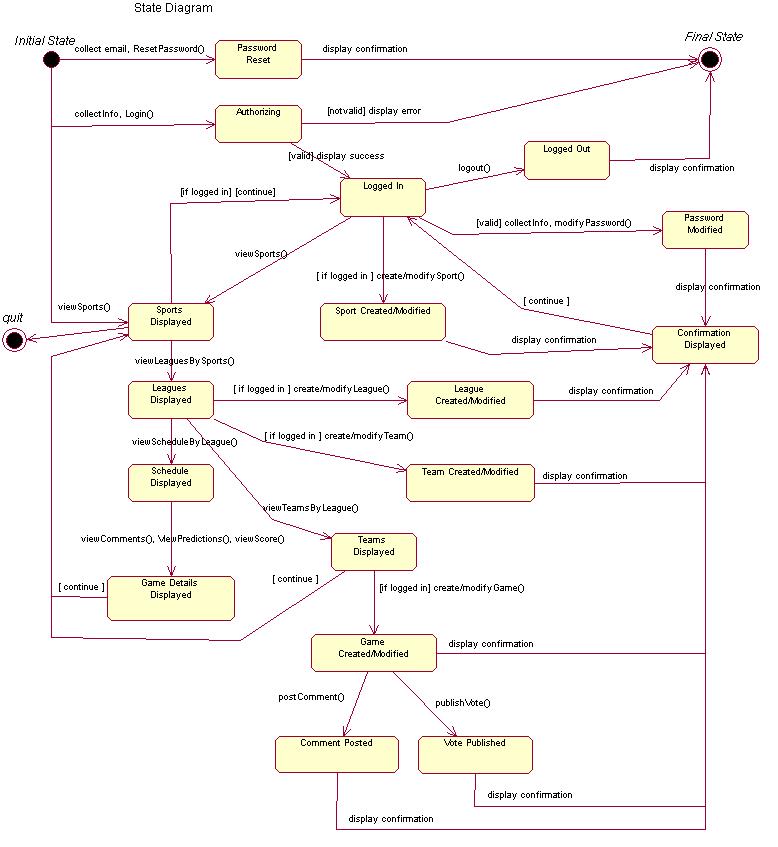 State Diagram
Initial State
Final State
collect email, ResetPassword()
Password
Reset
display confirmation
collectInfo, Login()
Authorizing
[notvalid] display error
[valid] display success
Logged Out
logout()
display confirmation
[if logged in] [continue]
Logged In
[valid] collectInfo, modifyPassword()
Password
Modified
viewSports()
[ if logged in ] create/modifySport()
display confirmation
viewSports()
quit
Sports
Displayed
Sport Created/Modified
[ continue ]
display confirmation
Confirmation
Displayed
viewLeaguesBySports()
Leagues
Displayed
[ if logged in ] create/modifyLeague()
League
Created/Modified
display confirmation
viewScheduleByLeague()
[ if logged in ] create/modifyTeam()
Schedule
Displayed
Team Created/Modified
display confirmation
viewTeamsByLeague()
viewComments(), ViewPredictions(), viewScore()
Teams
Displayed
[ continue ]
Game Details
Displayed
[ continue ]
[if logged in] create/modifyGame()
Game
Created/Modified
display confirmation
postComment()
publishVote()
Comment Posted
Vote Published
display confirmation
display confirmation